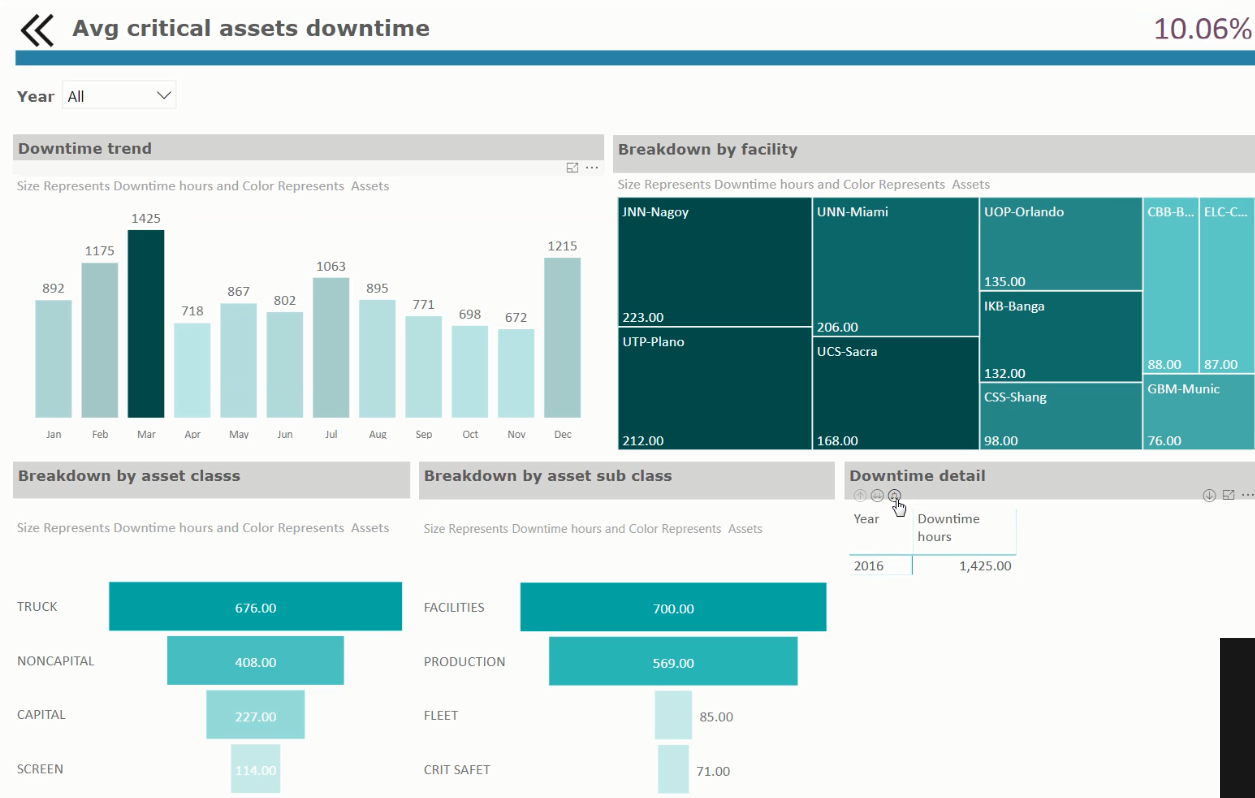 Avg critical assets downtime
10.06%
Year All
Downtime trend
Size Represents Downtime hours and Color Represents  Assets
892
1175
1425
718
867
802
1063
895
771
698
672
1215
Jan Feb Mar Apr May Jun Jul Aug Sep Oct Nov Dec
Breakdown by facility
Size Represents Downtime hours and Color Represents  Assets
JNN-Nagoy
223.00
UTP-Plano
212.00
UNN-Miami
206.00
UCS-Sacra
168.00
UOP-Orlando
135.00
IKB-Banga
132.00
CSS-Shang
98.00
CBB-B...
88.00
ELC-C...
87.00
GBM-Munic
76.00
Breakdown by asset classs
Size Represents Downtime hours and Color Represents  Assets
TRUCK 676.00
NONCAPITAL 408.00
CAPITAL 227.00
SCREEN 114.00
Breakdown by asset sub class
Size Represents Downtime hours and Color Represents  Assets
FACILITIES 700.00
PRODUCTION 569.00
FLEET 85.00
CRIT SAFET 71.00
Downtime detail
Year Downtime
hours
2016 1,425.00